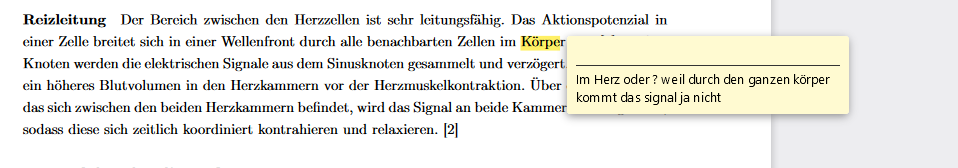 Reizleitung Der Bereich zwischen den Herzzellen ist sehr leitungsfähig. Das Aktionspotenzial in
einer Zelle breitet sich in einer Wellenfront durch alle benachbarten Zellen im Körper
Knoten werden die elektrischen Signale aus dem Sinusknoten gesammelt und verzögert
ein höheres Blutvolumen in den Herzkammern vor der Herzmuskelkontraktion. Über
das sich zwischen den beiden Herzkammern befindet, wird das Signal an beide Kammer
sodass diese sich zeitlich koordiniert kontrahieren und relaxieren. [2]
Im Herz oder ? weil durch den ganzen körper
kommt das signal ja nicht